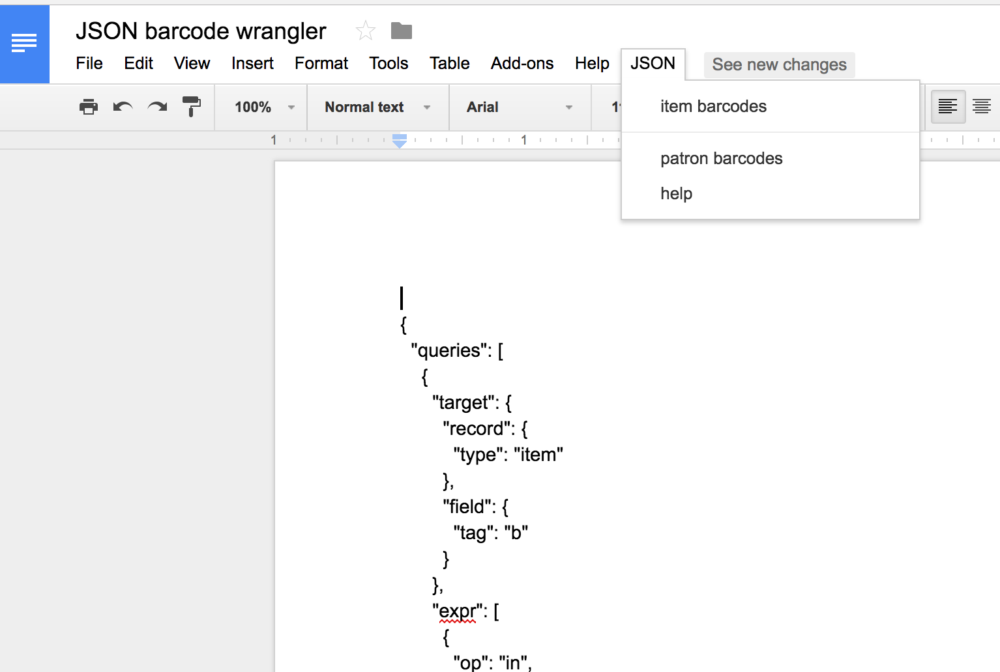 JSON barcode wrangler
File Edit View Insert Format Tools Table Add-ons Help JSON See new changes
100% Normal text Arial
item barcodes
1 1
patron barcodes
help
{
"queries": [
{
"target": {
"record": {
"type": "item"
},
"field": {
"tag": "b"
}
},
"expr": [
{
"op": "in",